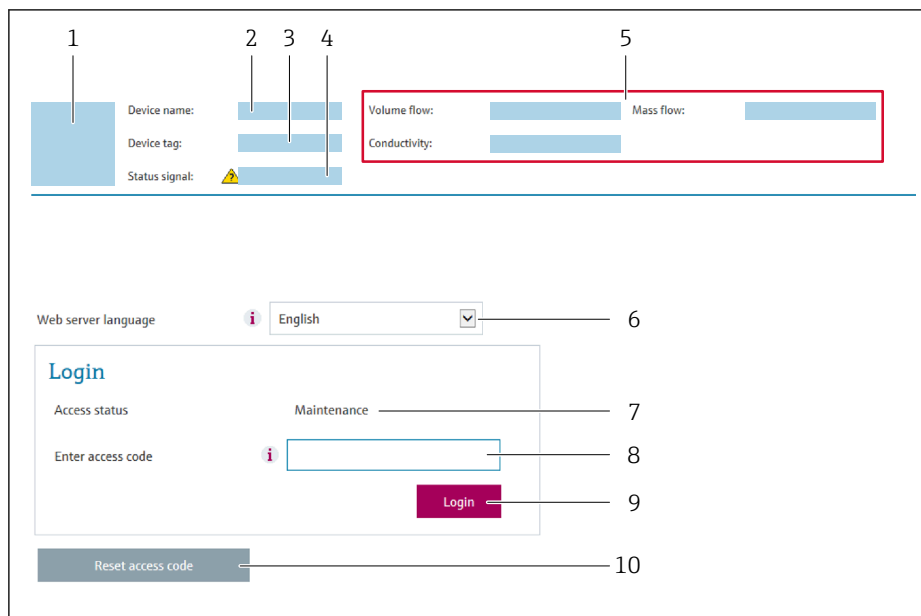 1 2 3 4 5
Device name: Volume flow: Mass flow:
Device tag: Conductivity:
Status signal: ?
Web server language i English 6
Login
Access status Maintenance 7
Enter access code i 8
Login 9
Reset access code 10